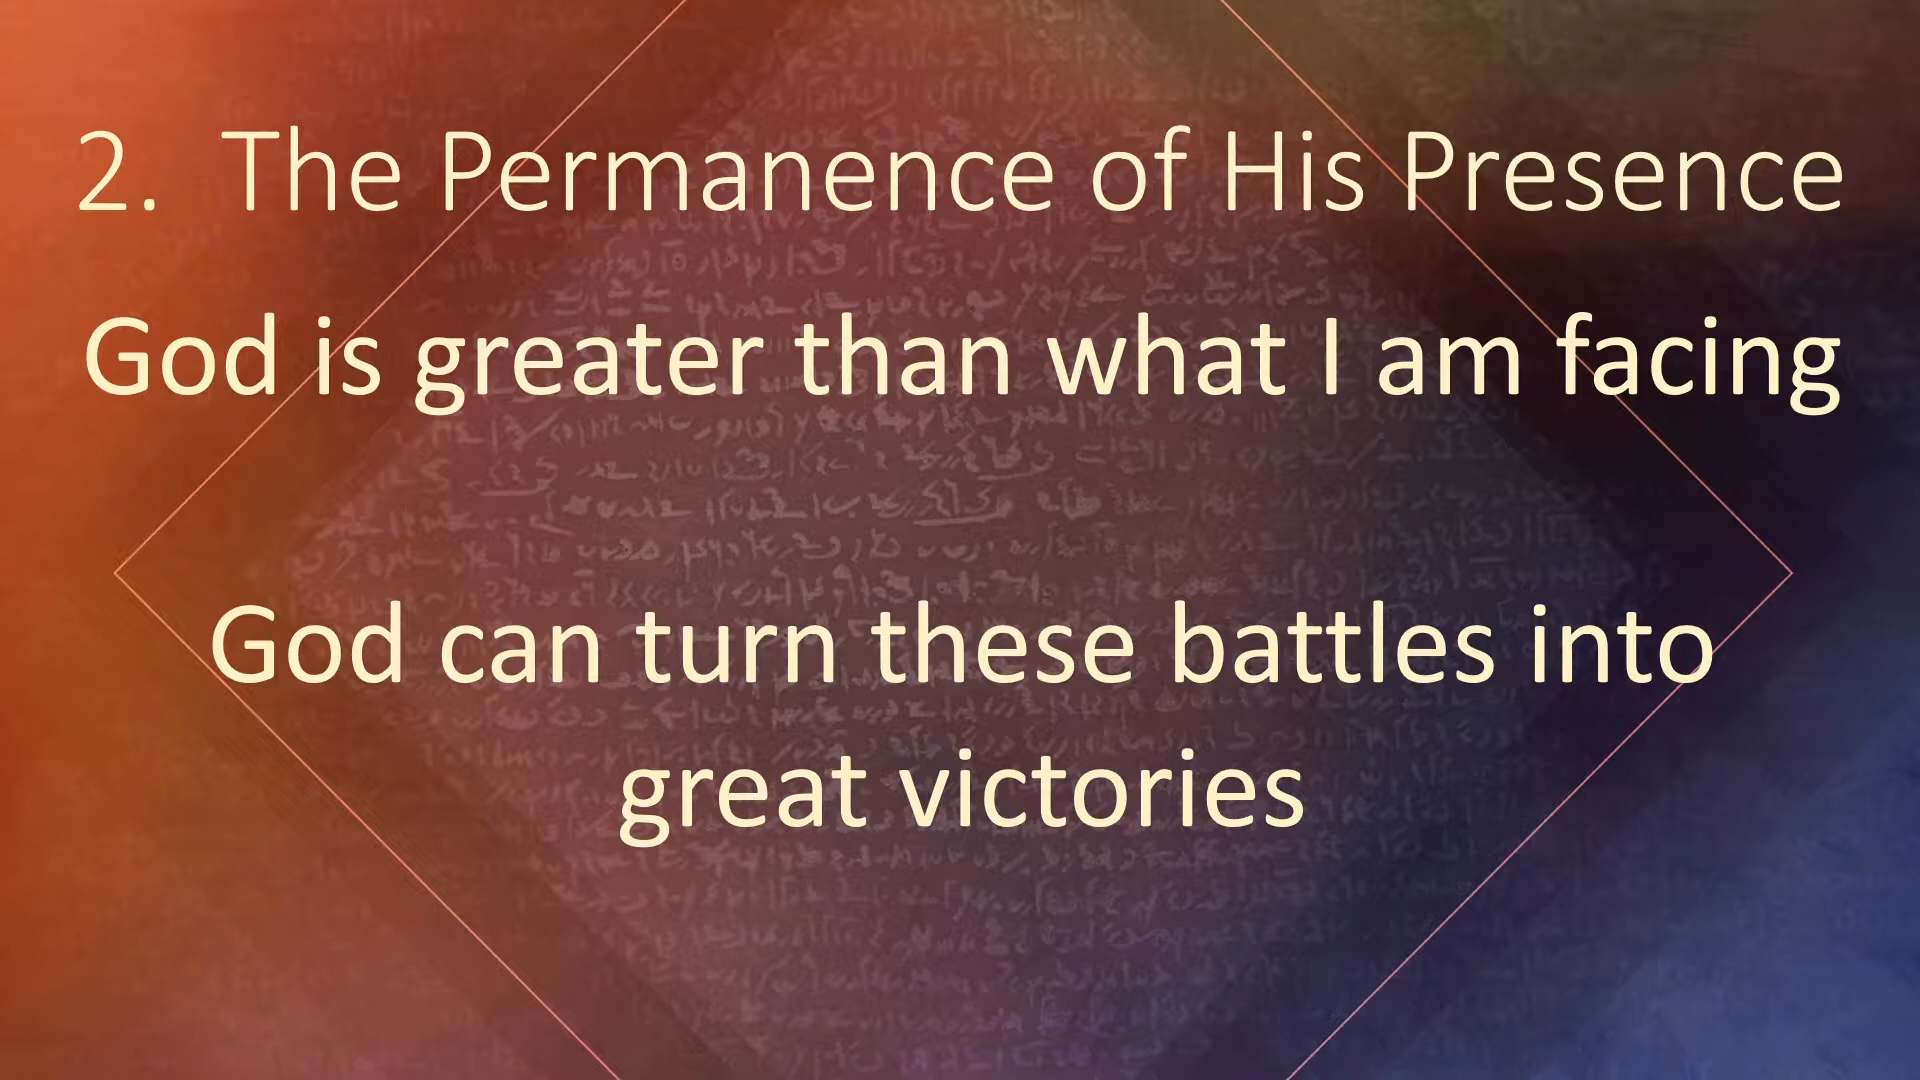 2. The Permanence of His Presence
God is greater than what I am facing
God can turn these battles into
great victories